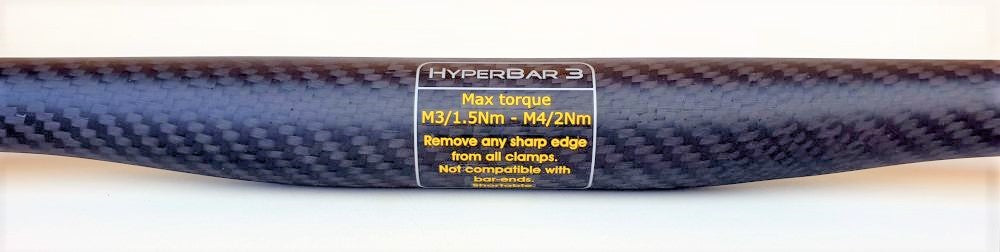 HYPERBAR 3
Max torque
M3/1.5Nm - M4/2Nm
Remove any sharp edge
from all clamps.
Not compatible with
bar-ends.
Shortable.